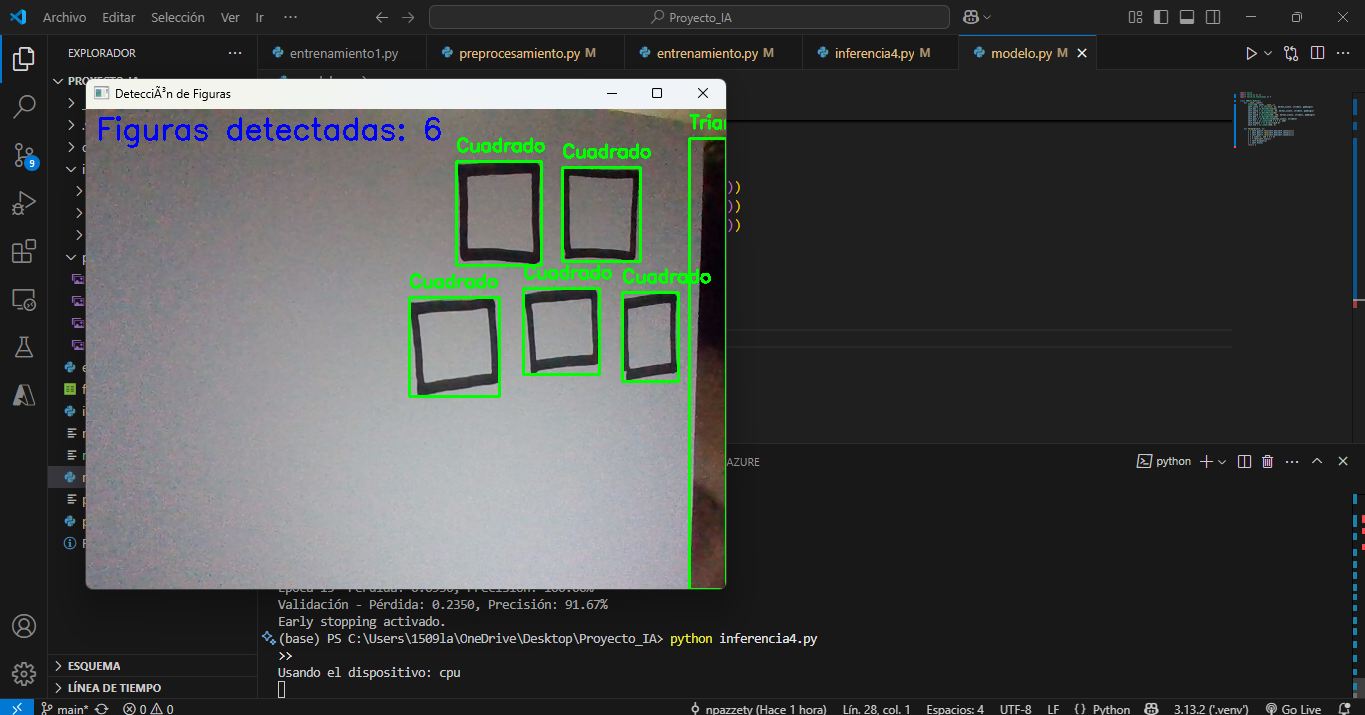 Archivo Editar Selección Ver Ir ···
Proyecto_IA
EXPLORADOR ···
entrenamiento1.py
preprocesamiento.py M
entrenamiento.py M
inferencia4.py M
modelo.py M
DetecciÃ³n de Figuras
Figuras detectadas: 6
Cuadrado
Cuadrado
Cuadrado
Cuadrado
Cuadrado
))
))
))
9
AZURE
python
Validación - Pérdida: 0.2350, Precisión: 91.67%
Early stopping activado.
(base) PS C:\Users\1509la\OneDrive\Desktop\Proyecto_IA> python inferencia4.py
>>
Usando el dispositivo: cpu
ESQUEMA
LÍNEA DE TIEMPO
main* 0 0
npazzety (Hace 1 hora) Lín. 28, col. 1 Espacios: 4 UTF-8 LF {} Python 3.13.2 ('.venv') Go Live